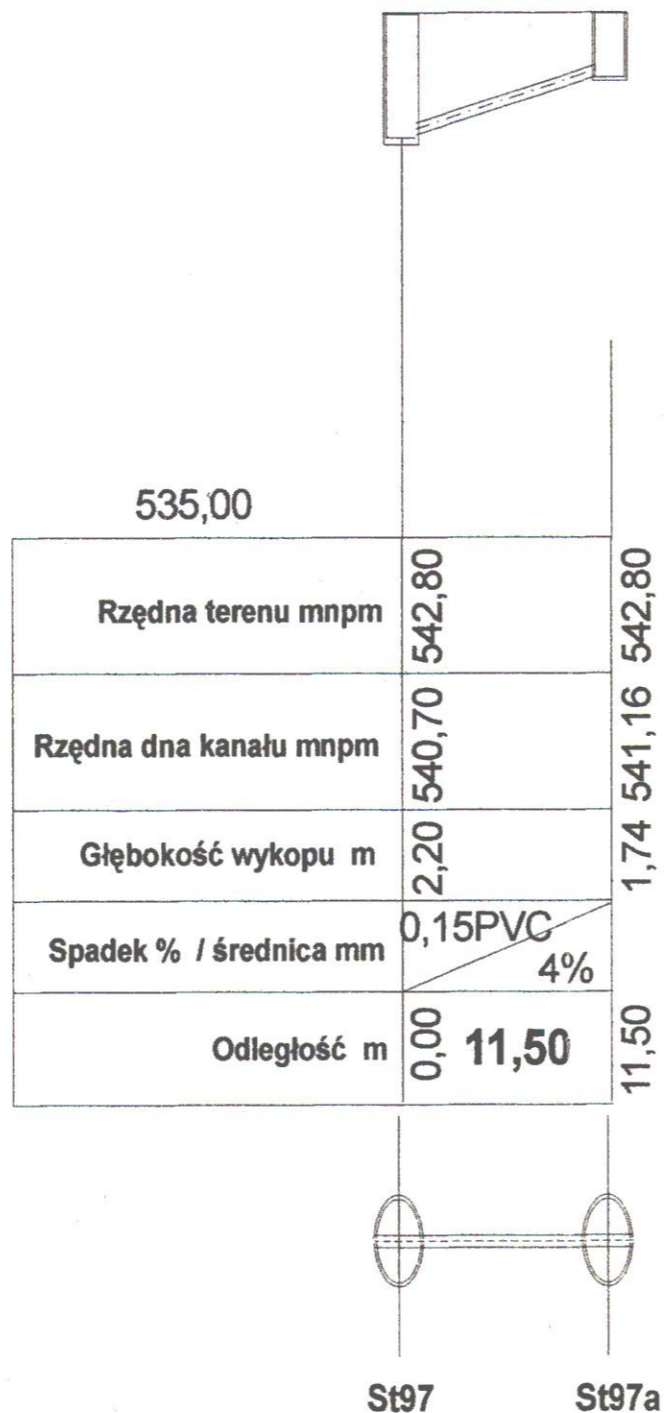 535,00
Rzędna terenu mnpm 542,80 542,80
Rzędna dna kanału mnpm 540,70 541,16
Głębokość wykopu m 2,20 1,74
Spadek % / średnica mm 0,15PVC 4%
Odległość m 0,00 11,50 11,50
St97 St97a